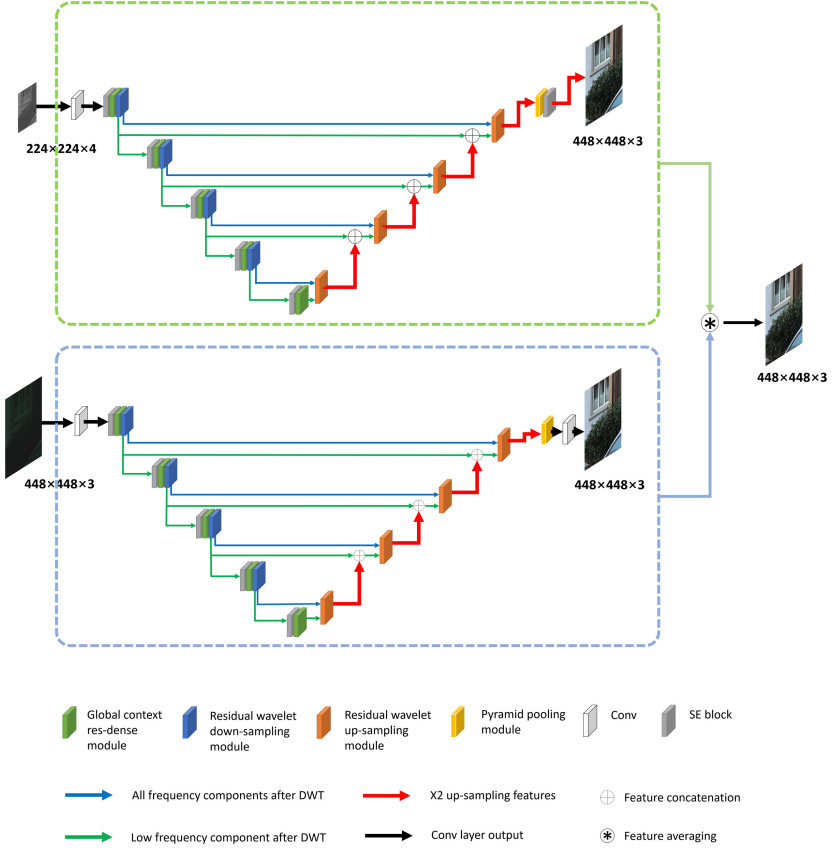 224×224×4
448×448×3
448×448×3
448×448×3
448×448×3
Global context
res-dense
module
Residual wavelet
down-sampling
module
Residual wavelet
up-sampling
module
Pyramid pooling
module
Conv
SE block
All frequency components after DWT
X2 up-sampling features
Feature concatenation
Low frequency component after DWT
Conv layer output
Feature averaging